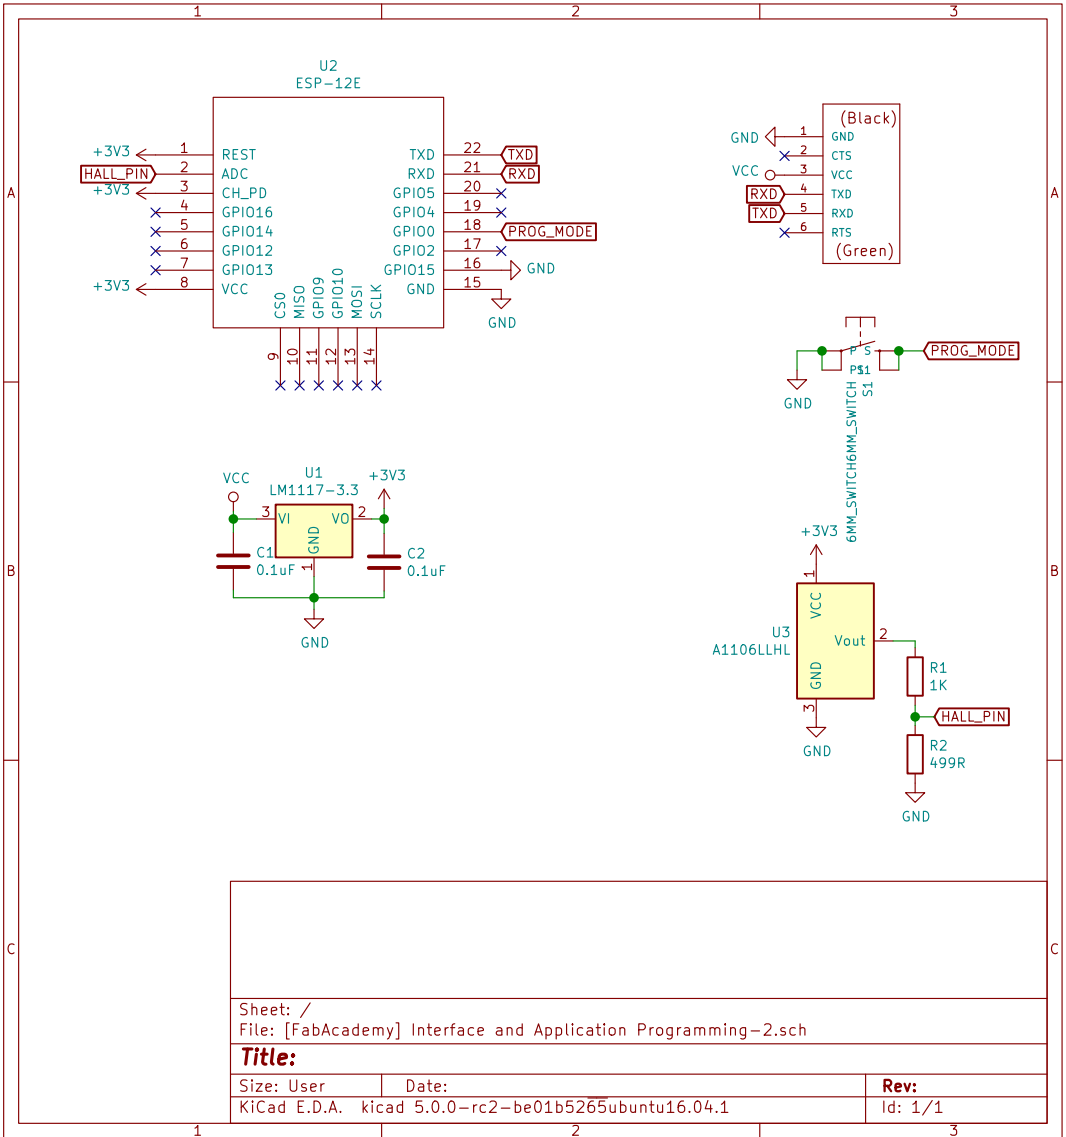 1 2 3
A
B
C
A
B
C
U2
ESP-12E
+3V3 1 REST
HALL_PIN 2 ADC
+3V3 3 CH_PD
4 GPIO16
5 GPIO14
6 GPIO12
7 GPIO13
+3V3 8 VCC
TXD 22 TXD
RXD 21 RXD
GPIO5 20
GPIO4 19
GPIO0 18 PROG_MODE
GPIO2 17
GPIO15 16 GND
GND 15
GND
CS0 MISO GPIO9 GPIO10 MOSI SCLK
9 10 11 12 13 14
(Black)
GND 1 GND
2 CTS
VCC 3 VCC
RXD 4 TXD
TXD 5 RXD
6 RTS
(Green)
P S
PROG_MODE
GND
S1
6MM_SWITCH6MM_SWITCH
VCC
U1
LM1117-3.3
+3V3
3 VI VO 2
GND
1
C1
0.1uF
C2
0.1uF
GND
+3V3
1
VCC
U3
A1106LLHL
Vout 2
GND
3
GND
R1
1K
HALL_PIN
R2
499R
GND
Sheet: /
File: [FabAcademy] Interface and Application Programming-2.sch
Title:
Size: User Date: Rev:
KiCad E.D.A. kicad 5.0.0-rc2-be01b5265ubuntu16.04.1 Id: 1/1
1 2 3